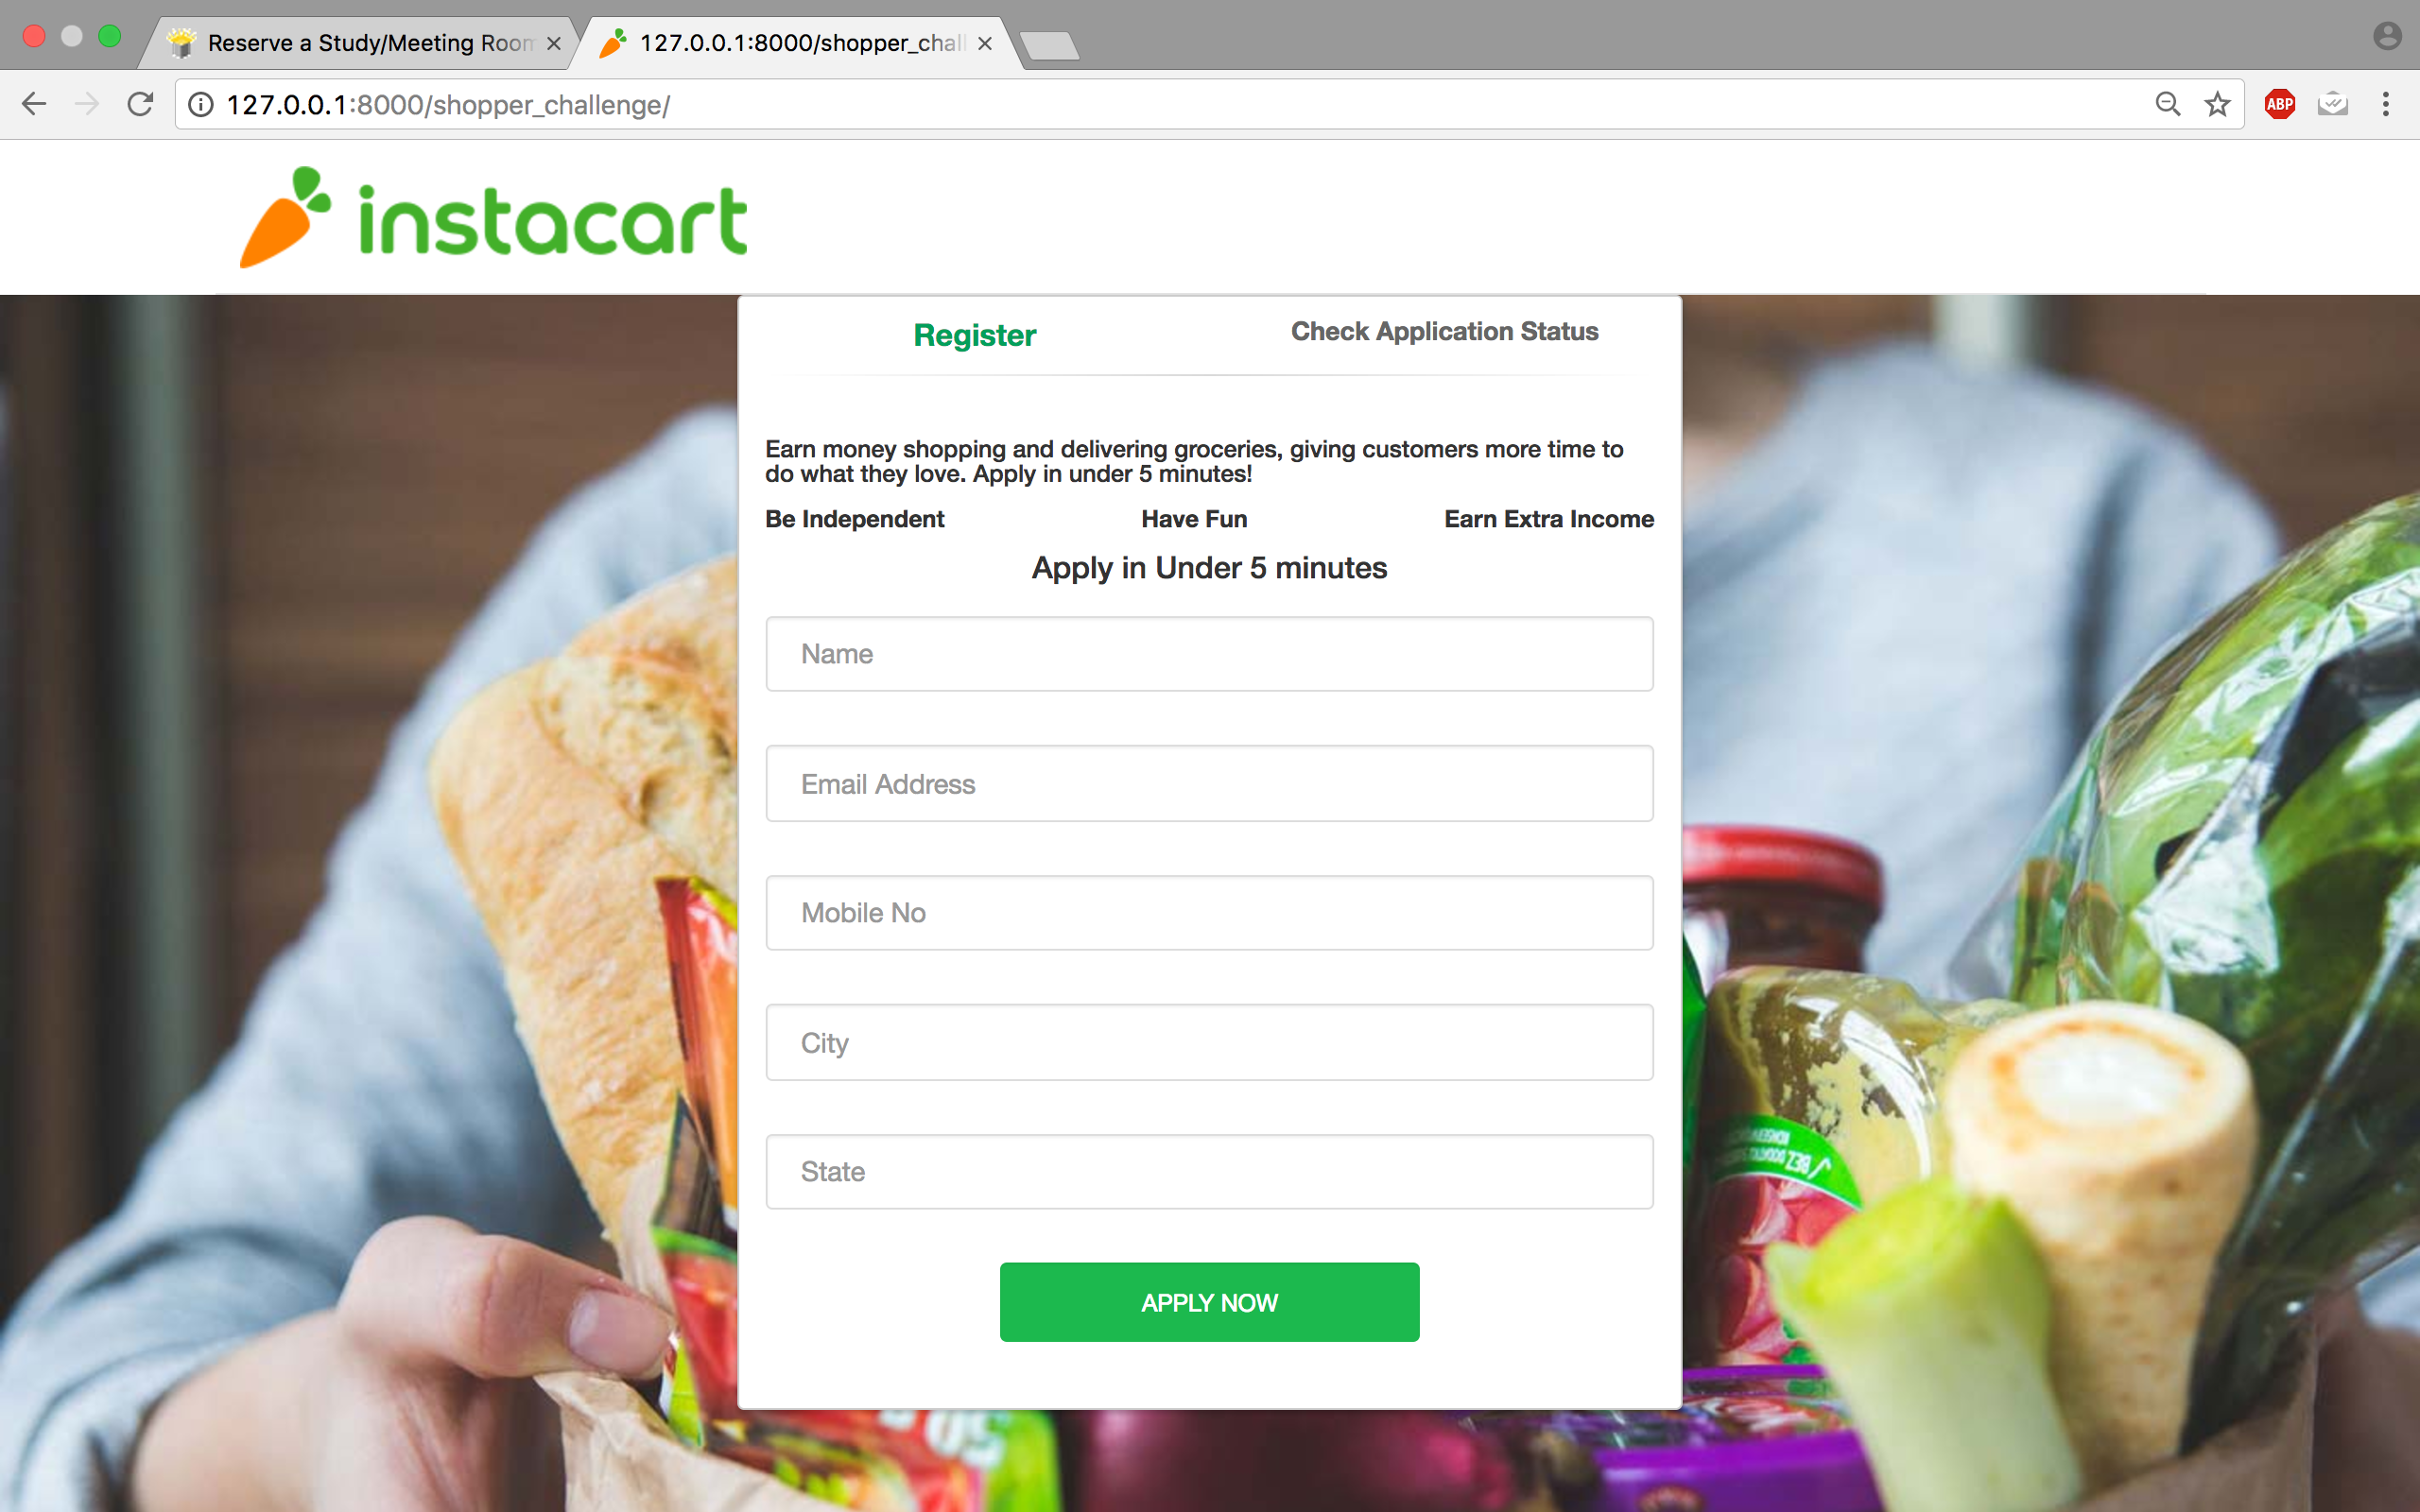 Reserve a Study/Meeting Room
127.0.0.1:8000/shopper_chall
127.0.0.1:8000/shopper_challenge/
ABP
instacart
Register
Check Application Status
Earn money shopping and delivering groceries, giving customers more time to
do what they love. Apply in under 5 minutes!
Be Independent
Have Fun
Earn Extra Income
Apply in Under 5 minutes
Name
Email Address
Mobile No
City
State
BEZ
APPLY NOW